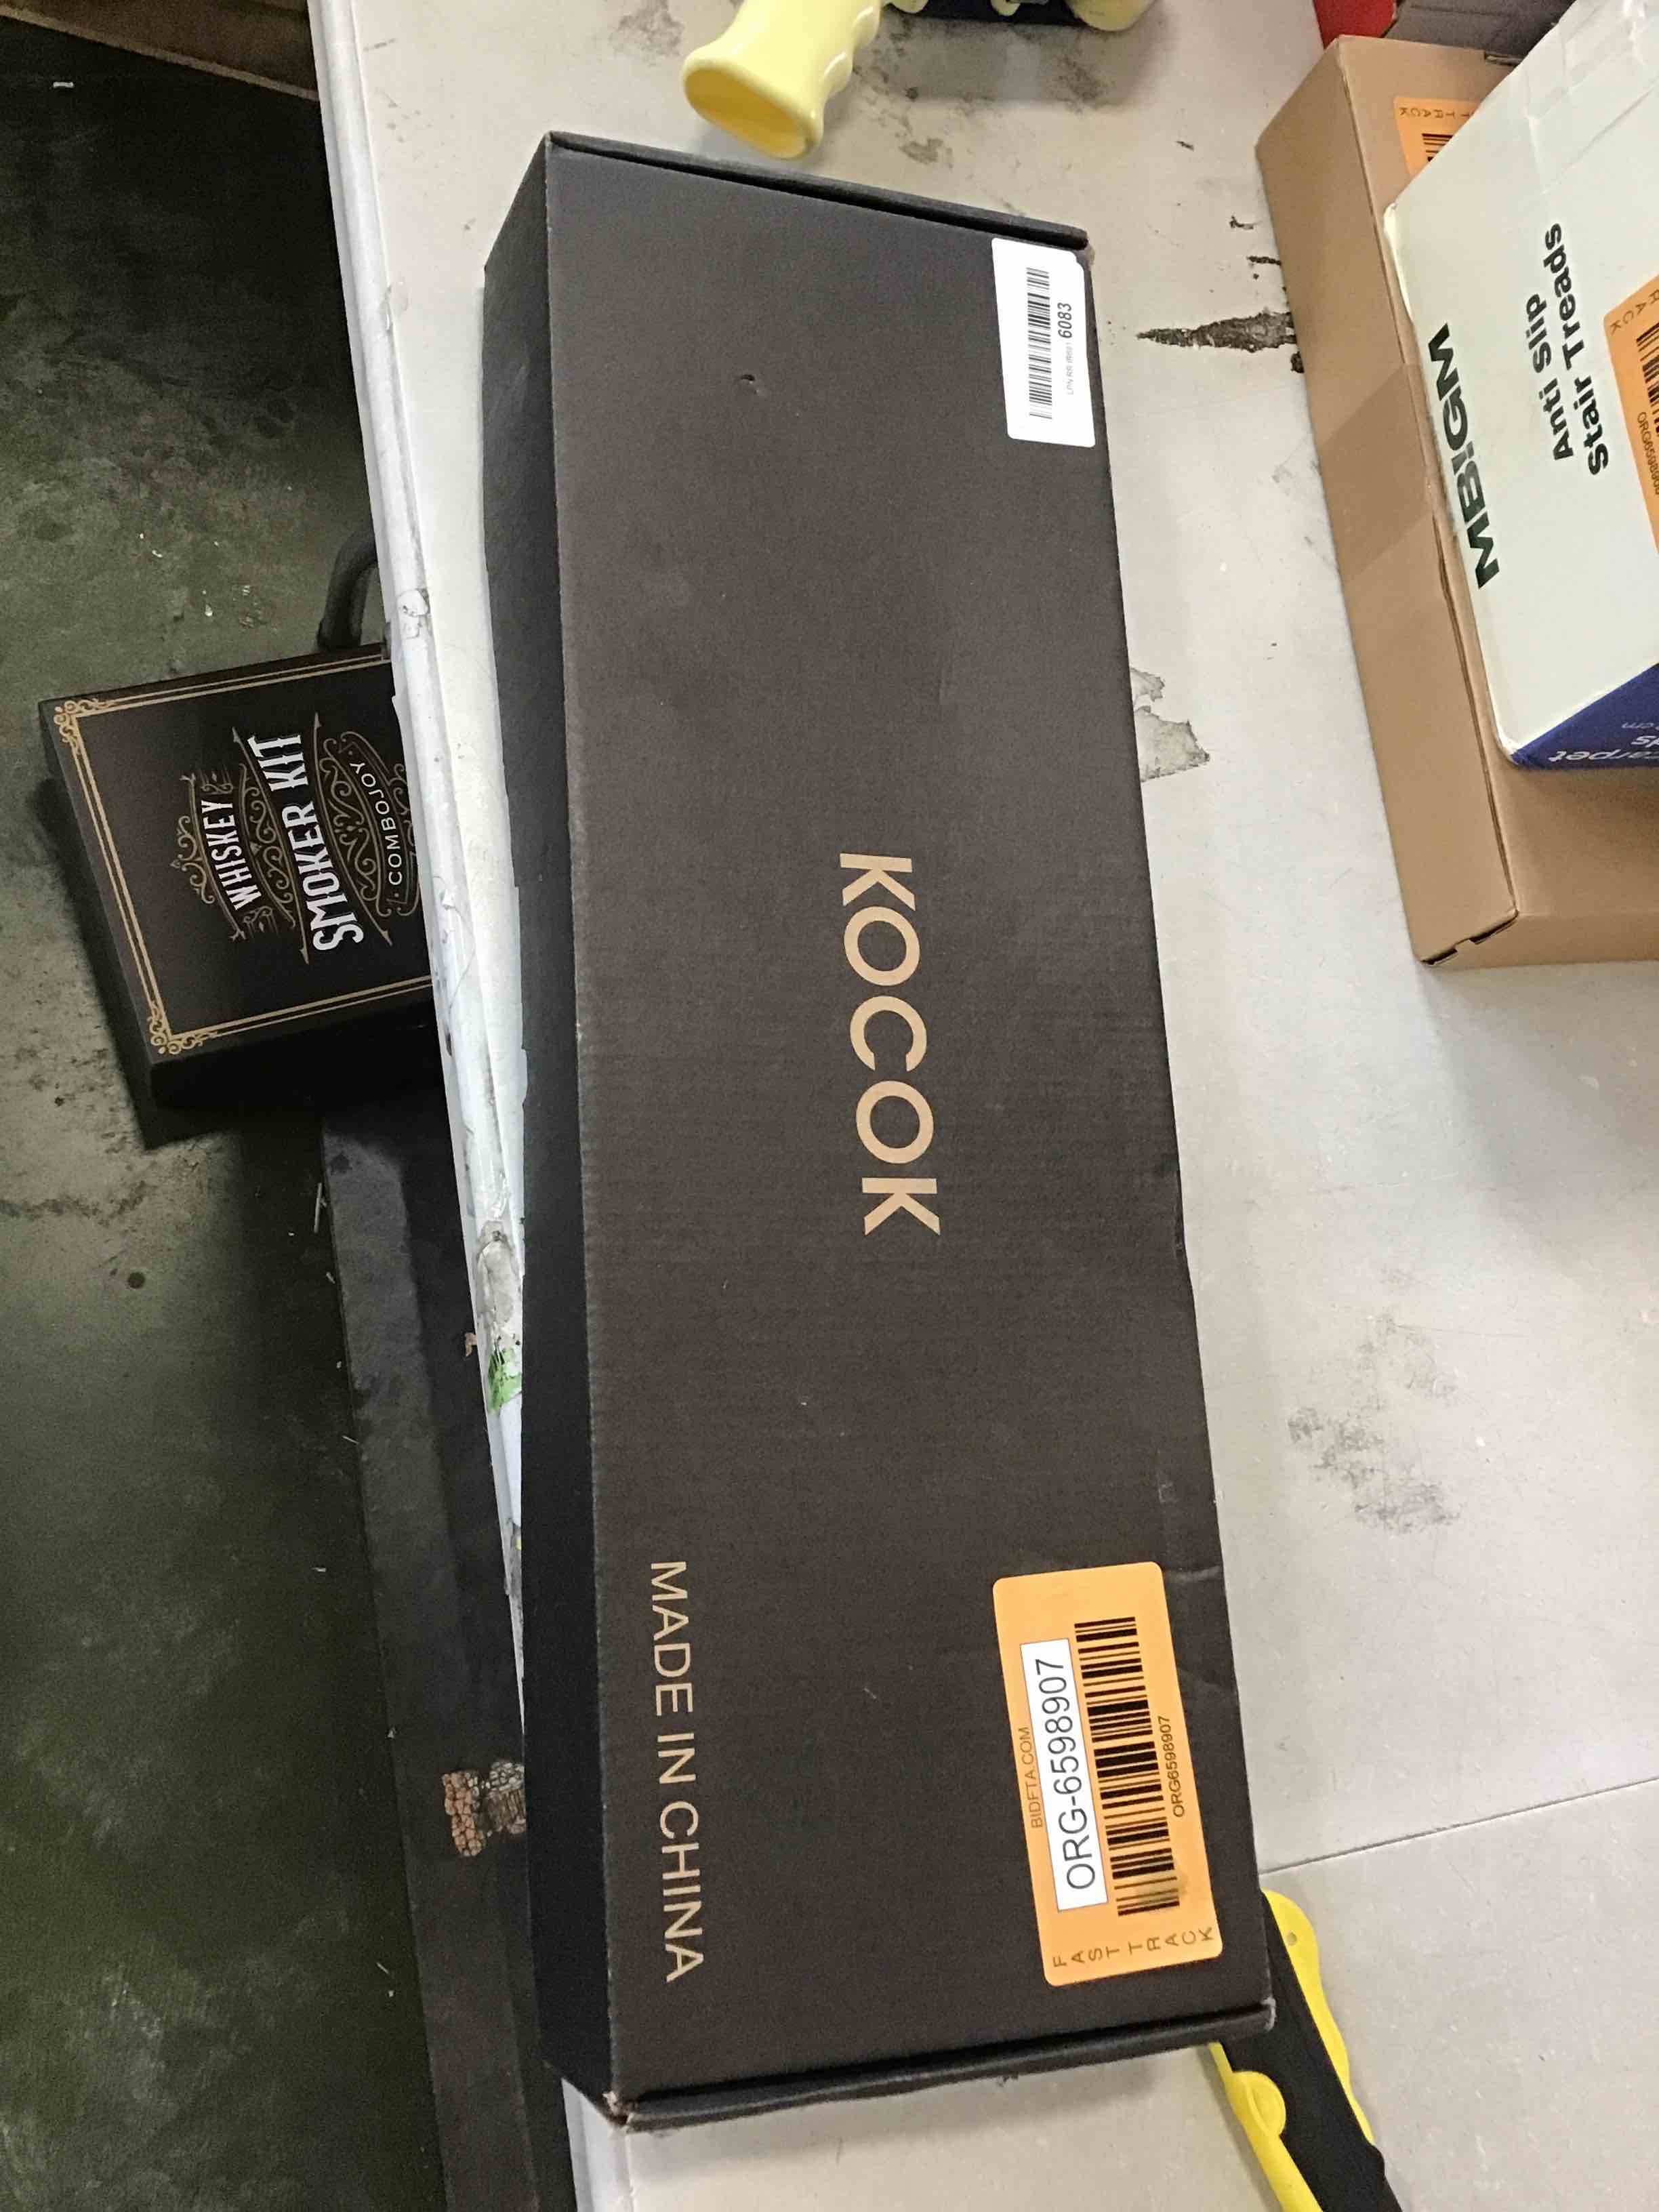 KOCOK
MADE IN CHINA
6083
BIDFTA.COM
ORG-6598907
ORG6598907
FAST TRACK
WHISKEY
SMOKER KIT
COMBOJOY
MBIGM
Anti Slip
Stair Treads